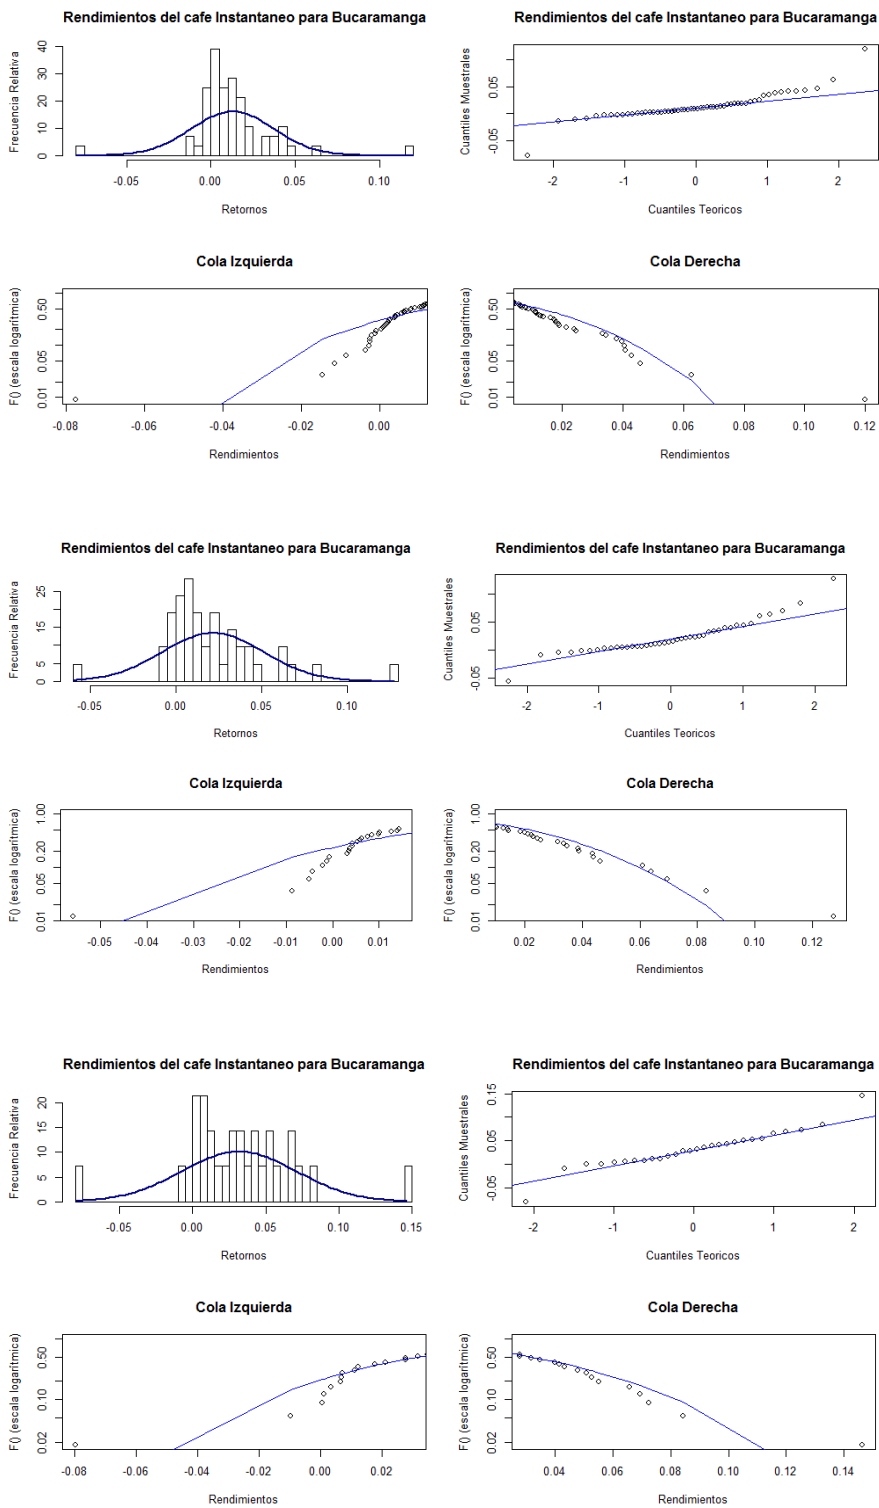 Rendimientos del cafe Instantaneo para Bucaramanga
Frecuencia Relativa
0 10 20 30 40
-0.05 0.00 0.05 0.10
Retornos
Rendimientos del cafe Instantaneo para Bucaramanga
Cuantiles Muestrales
-0.05 0.05
-2 -1 0 1 2
Cuantiles Teoricos
Cola Izquierda
F() (escala logarítmica)
0.01 0.05 0.50
-0.08 -0.06 -0.04 -0.02 0.00
Rendimientos
Cola Derecha
F() (escala logarítmica)
0.01 0.05 0.50
0.02 0.04 0.06 0.08 0.10 0.12
Rendimientos
Rendimientos del cafe Instantaneo para Bucaramanga
Frecuencia Relativa
0 5 10 15 25
-0.05 0.00 0.05 0.10
Retornos
Rendimientos del cafe Instantaneo para Bucaramanga
Cuantiles Muestrales
-0.05 0.05
-2 -1 0 1 2
Cuantiles Teoricos
Cola Izquierda
F() (escala logarítmica)
0.01 0.05 0.20 1.00
-0.05 -0.04 -0.03 -0.02 -0.01 0.00 0.01
Rendimientos
Cola Derecha
F() (escala logarítmica)
0.01 0.05 0.20 1.00
0.02 0.04 0.06 0.08 0.10 0.12
Rendimientos
Rendimientos del cafe Instantaneo para Bucaramanga
Frecuencia Relativa
0 5 10 15 20
-0.05 0.00 0.05 0.10 0.15
Retornos
Rendimientos del cafe Instantaneo para Bucaramanga
Cuantiles Muestrales
-0.05 0.05 0.15
-2 -1 0 1 2
Cuantiles Teoricos
Cola Izquierda
F() (escala logarítmica)
0.02 0.10 0.50
-0.08 -0.06 -0.04 -0.02 0.00 0.02
Rendimientos
Cola Derecha
F() (escala logarítmica)
0.02 0.10 0.50
0.04 0.06 0.08 0.10 0.12 0.14
Rendimientos